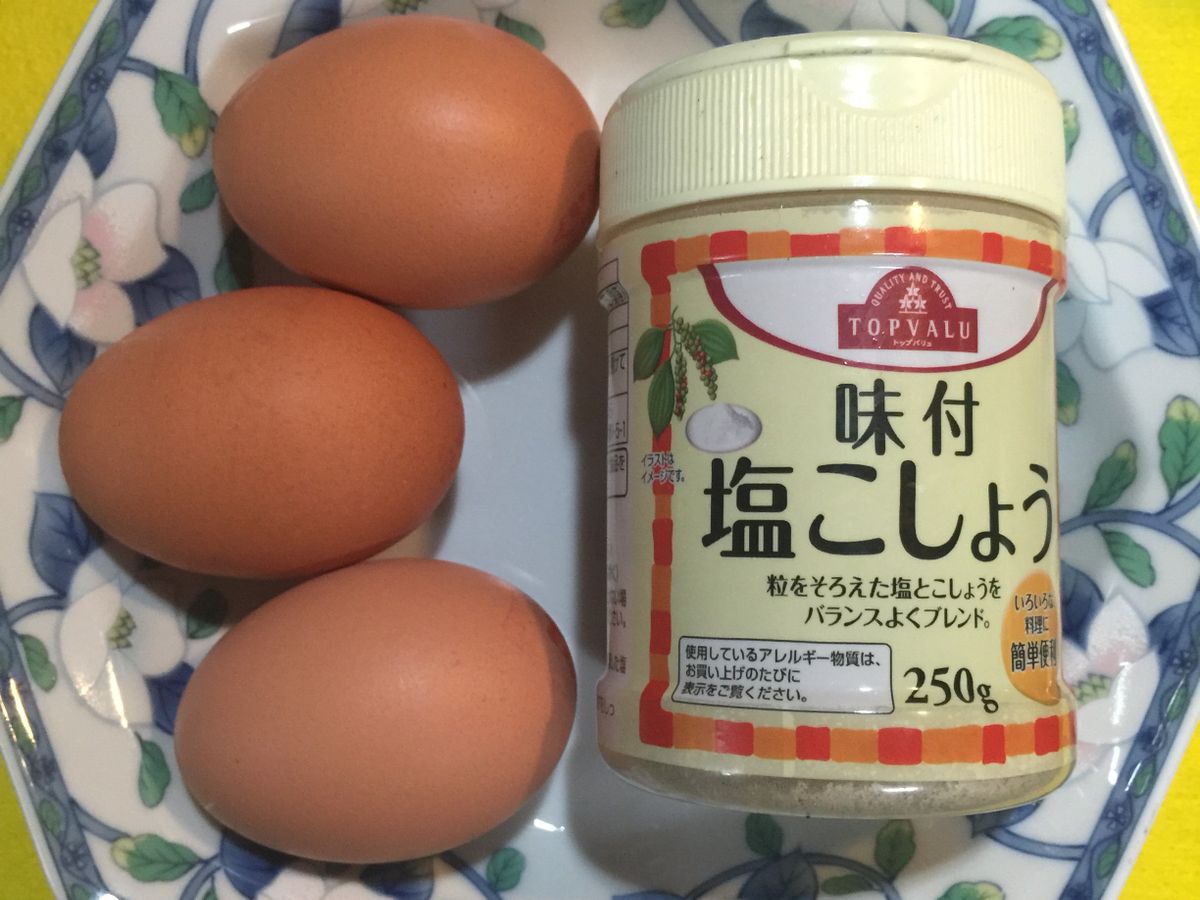 QUALITY AND TRUST
TOPVALU
トップバリュ
味付
塩こしょう
イラストは
イメージです。
粒をそろえた塩とこしょうを
バランスよくブレンド。
いろいろな
料理に
簡単便利
使用しているアレルギー物質は、
お買い上げのたびに
表示をご覧ください。
250g